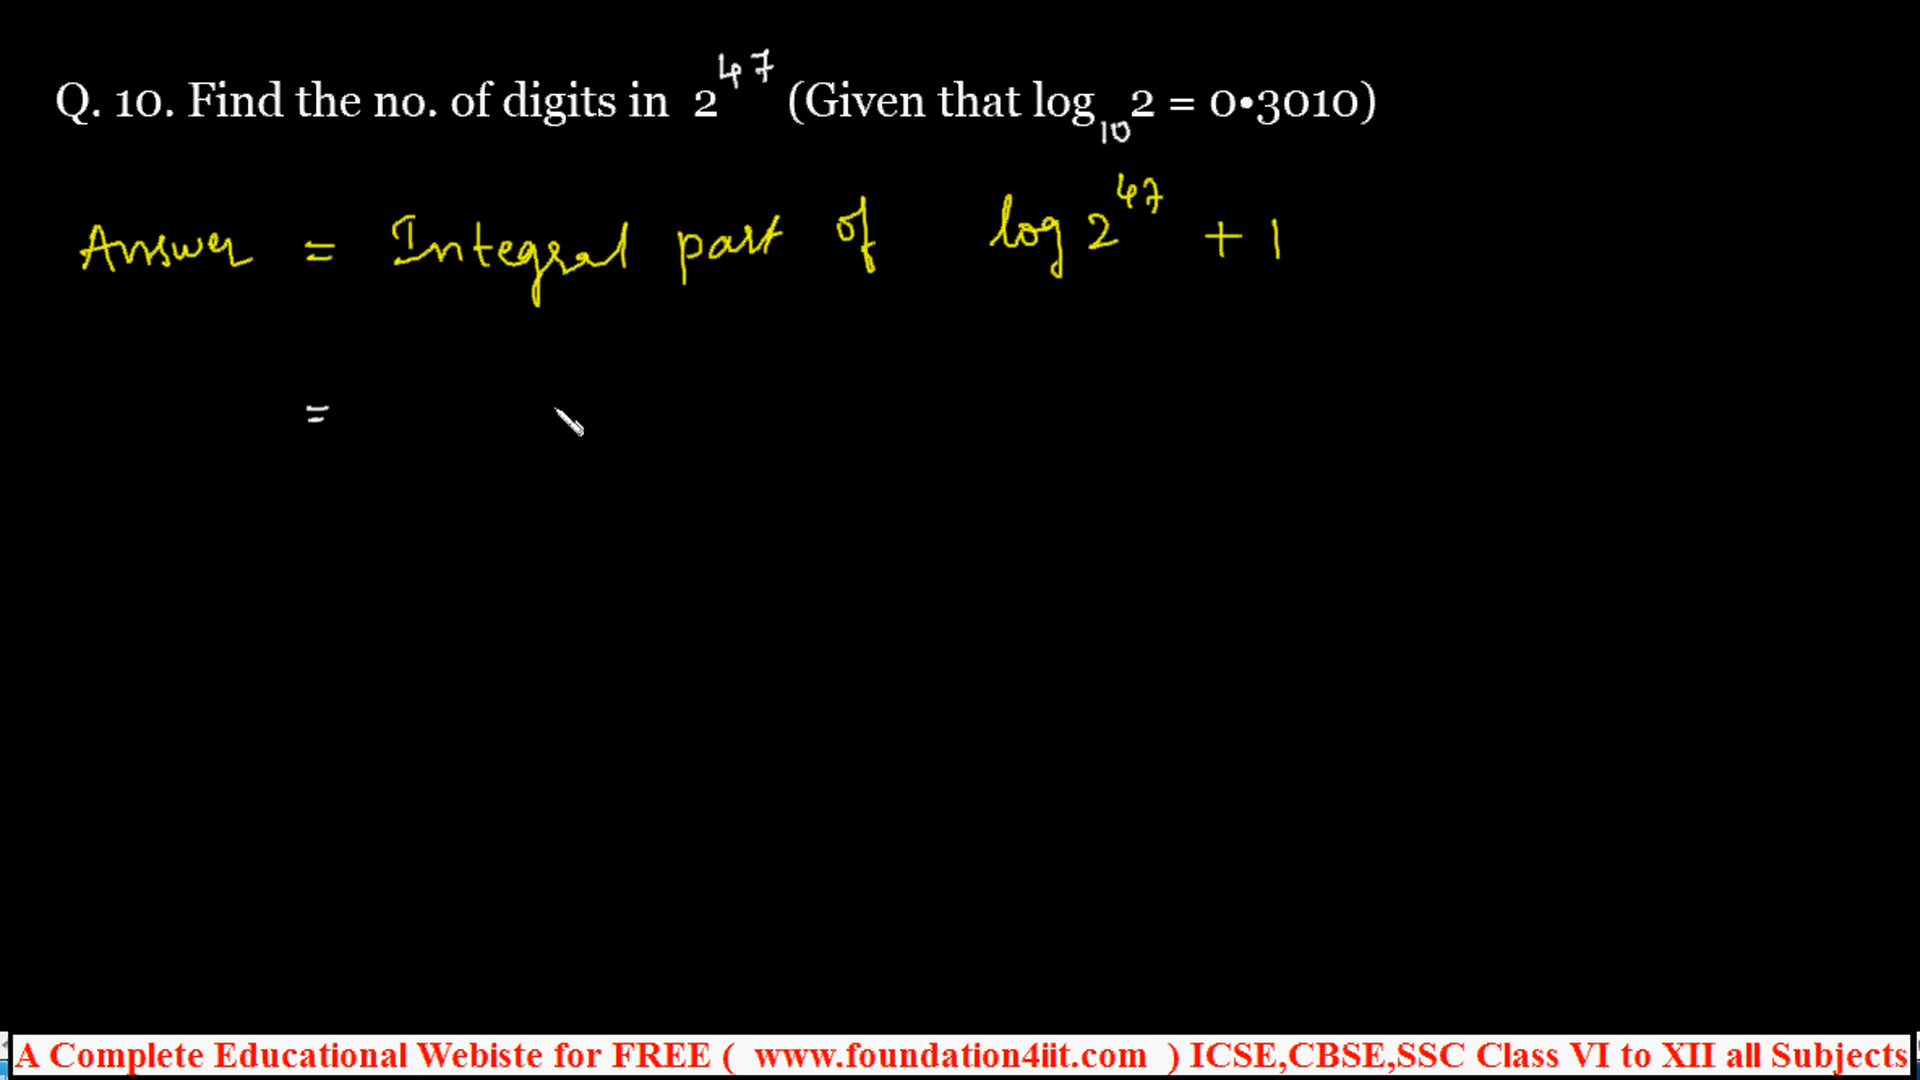 Q. 10. Find the no. of digits in 2^47 (Given that log₁₀2 = 0•3010)
Answer = Integral part of log 2^47 + 1
=
A Complete Educational Webiste for FREE ( www.foundation4iit.com ) ICSE,CBSE,SSC Class VI to XII all Subjects